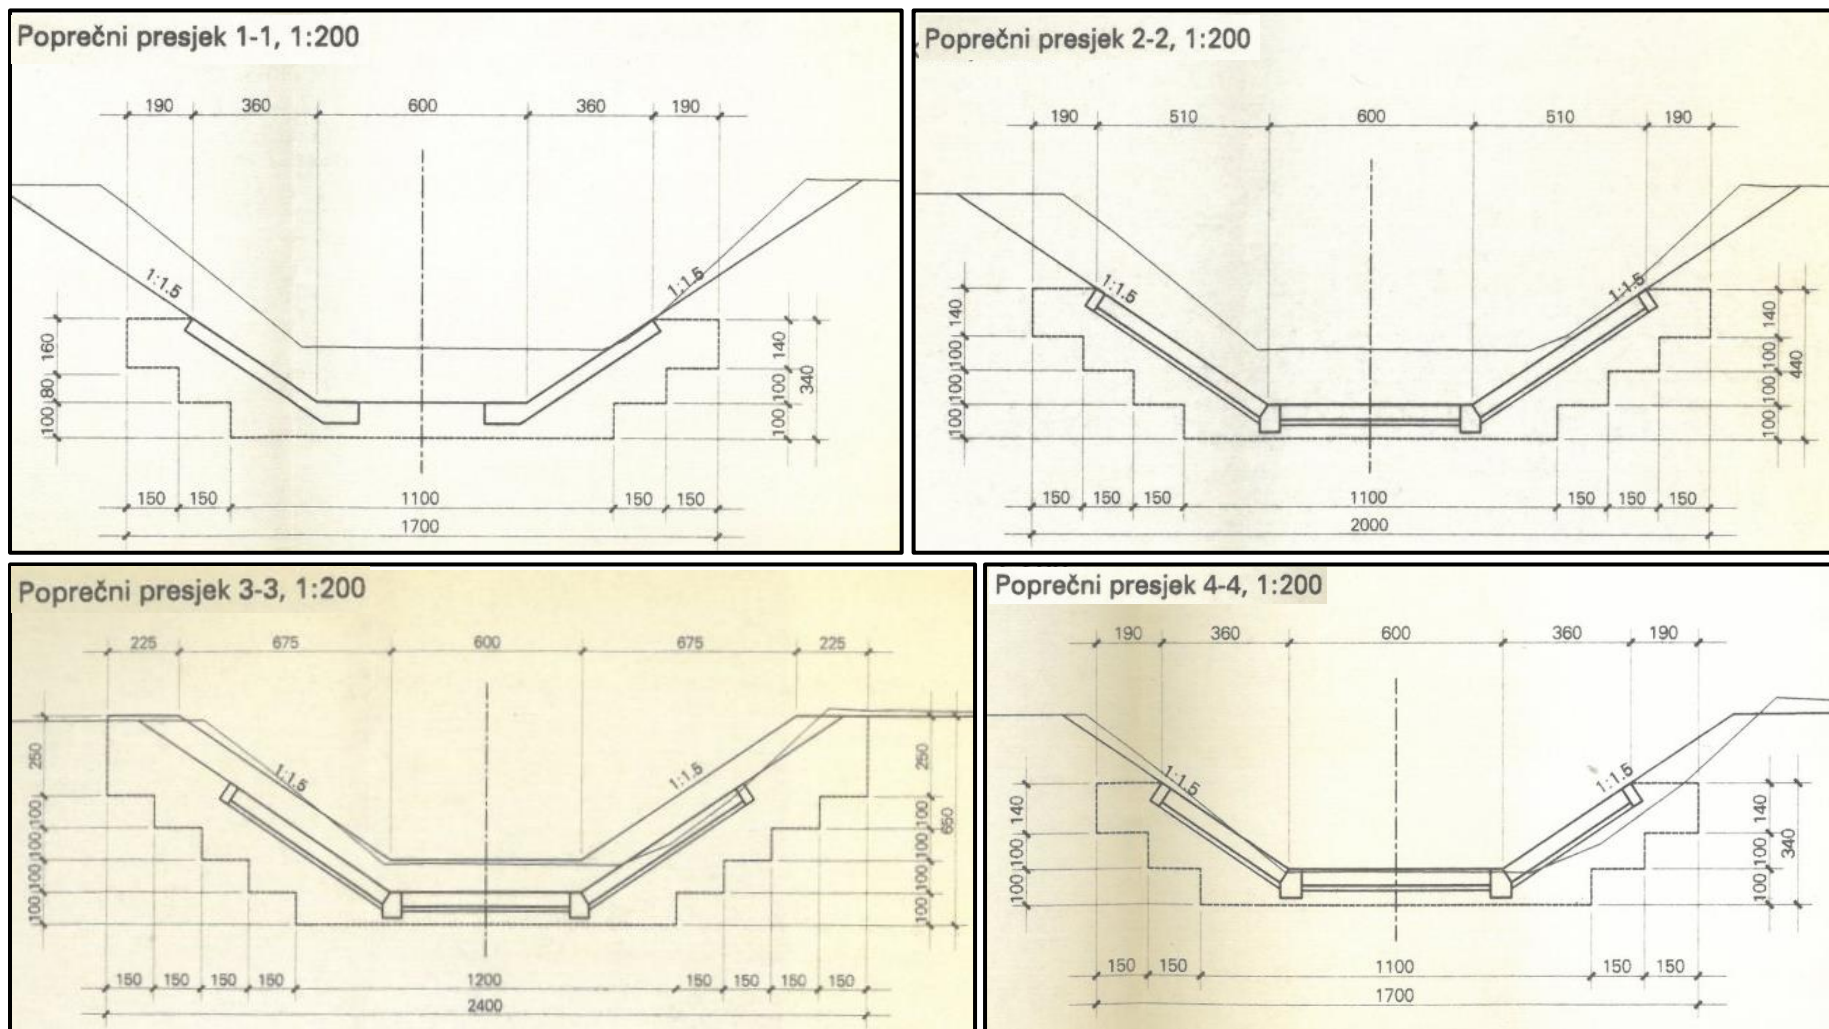 Poprečni presjek 1-1, 1:200
190 360 600 360 190
1:1.5 1:1.5
160 80 100
140 100 100 340
150 150 1100 150 150
1700
Poprečni presjek 2-2, 1:200
190 510 600 510 190
1:1.5 1:1.5
140 100 100 100
140 100 100 100 440
150 150 150 1100 150 150 150
2000
Poprečni presjek 3-3, 1:200
225 675 600 675 225
1:1.5 1:1.5
250 100 100 100 100
250 100 100 100 100 650
150 150 150 150 1200 150 150 150 150
2400
Poprečni presjek 4-4, 1:200
190 360 600 360 190
1:1.5 1:1.5
140 100 100
140 100 100 340
150 150 1100 150 150
1700